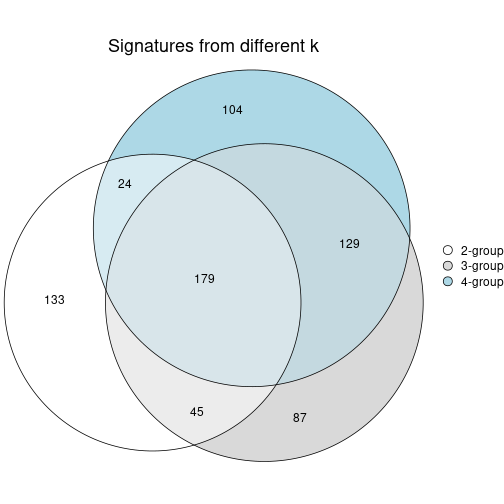 Signatures from different k
104
24
129
179
133
45
87
2-group
3-group
4-group